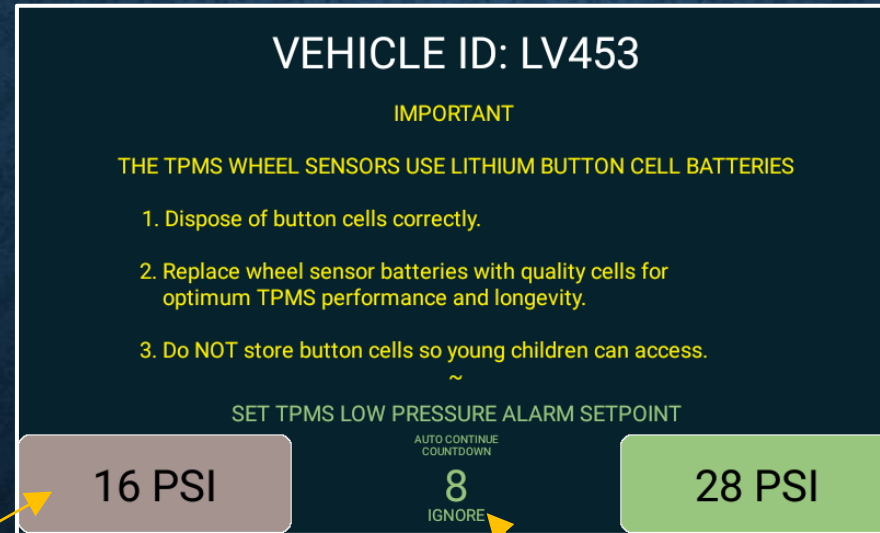 VEHICLE ID: LV453
IMPORTANT
THE TPMS WHEEL SENSORS USE LITHIUM BUTTON CELL BATTERIES
1. Dispose of button cells correctly.
2. Replace wheel sensor batteries with quality cells for
optimum TPMS performance and longevity.
3. Do NOT store button cells so young children can access.
~
SET TPMS LOW PRESSURE ALARM SETPOINT
AUTO CONTINUE
COUNTDOWN
16 PSI
8
28 PSI
IGNORE